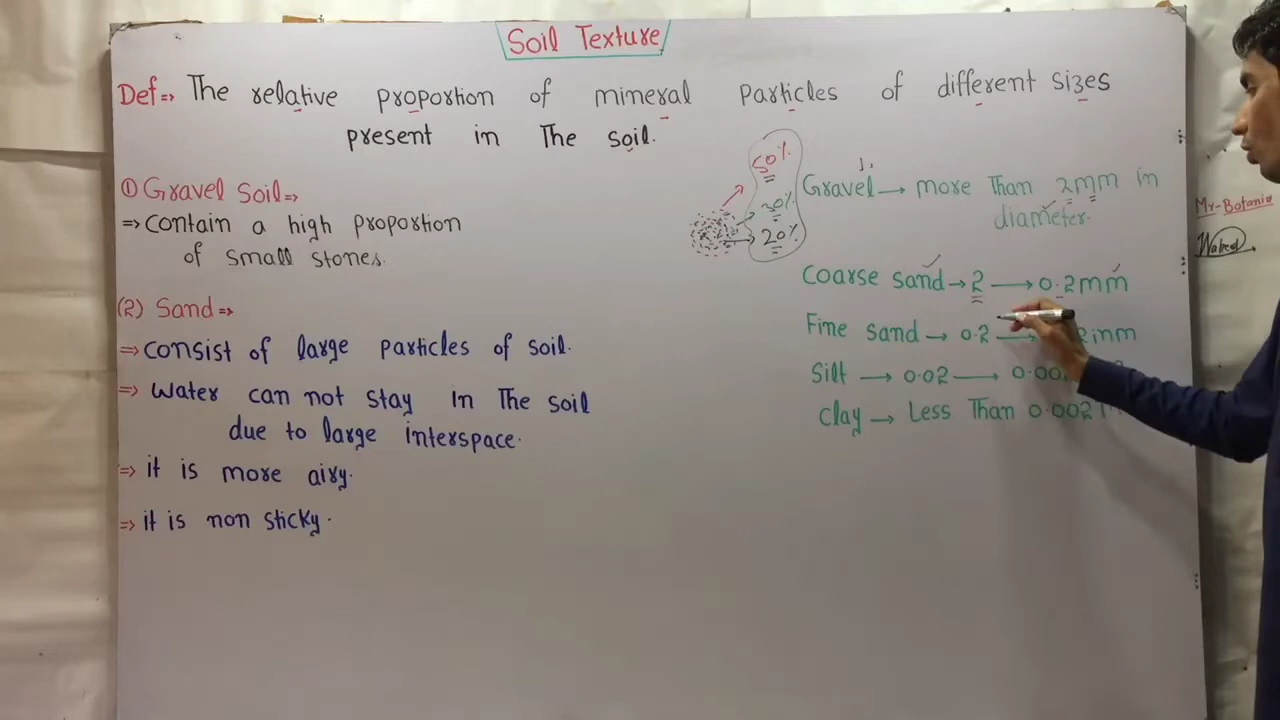 Soil Texture
Def⇒ The relative proportion of mineral particles of different sizes
present in The soil.
① Gravel Soil⇒
⇒ contain a high proportion
of small stones.
(2) Sand⇒
⇒ consist of large particles of soil.
⇒ Water can not stay in The soil
due to large interspace.
⇒ it is more airy.
⇒ it is non sticky.
50%
30%
20%
Gravel → more Than 2mm in
diameter.
Coarse sand → 2 → 0.2mm
Fine sand → 0.2 →
Silt → 0.02 →
Clay → Less Than 0.002
Mr-Botania
Waheed